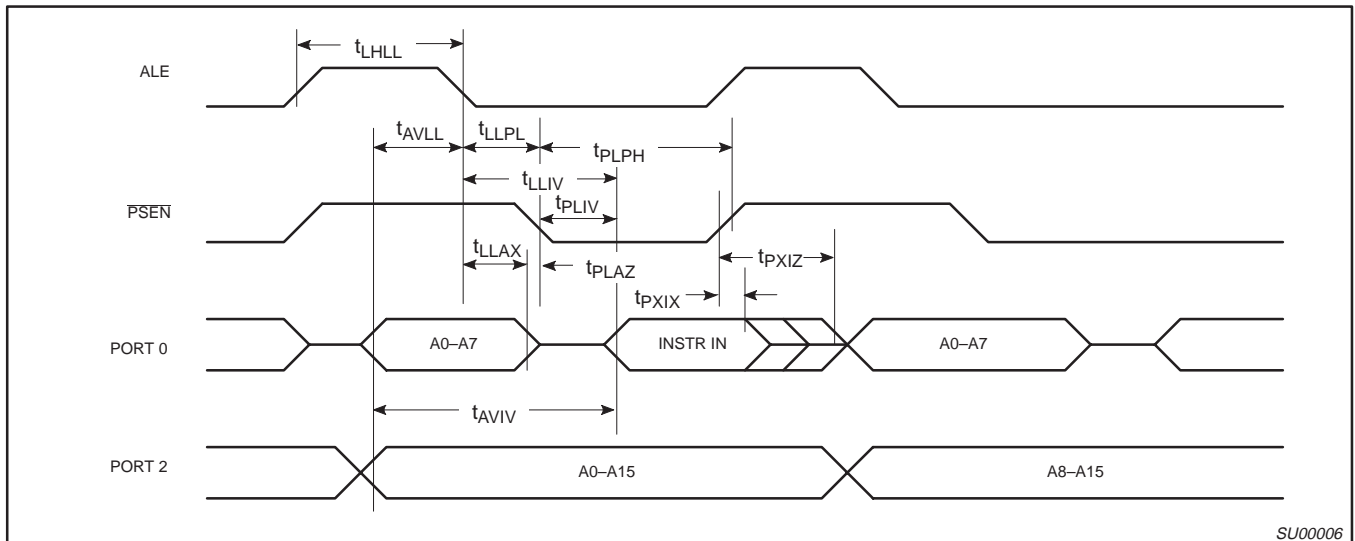 tLHLL
ALE
tAVLL tLLPL tPLPH
tLLIV
PSEN tPLIV
tLLAX tPLAZ tPXIZ
tPXIX
PORT 0 A0–A7 INSTR IN A0–A7
tAVIV
PORT 2 A0–A15 A8–A15
SU00006